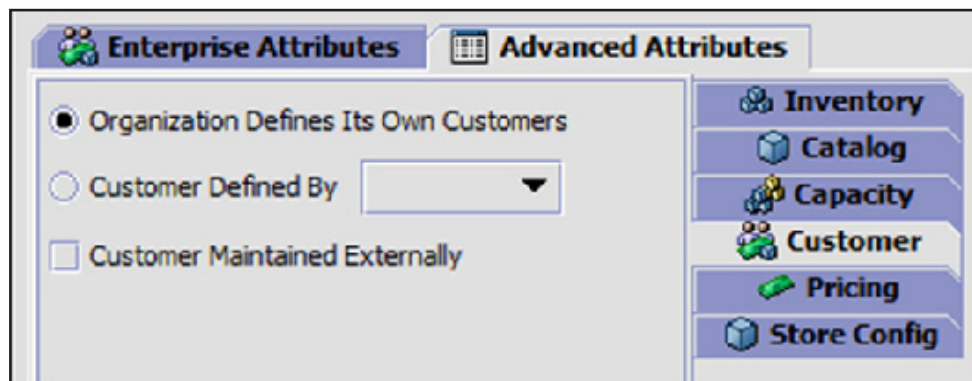 Enterprise Attributes
Advanced Attributes
Organization Defines Its Own Customers
Customer Defined By
Customer Maintained Externally
Inventory
Catalog
Capacity
Customer
Pricing
Store Config